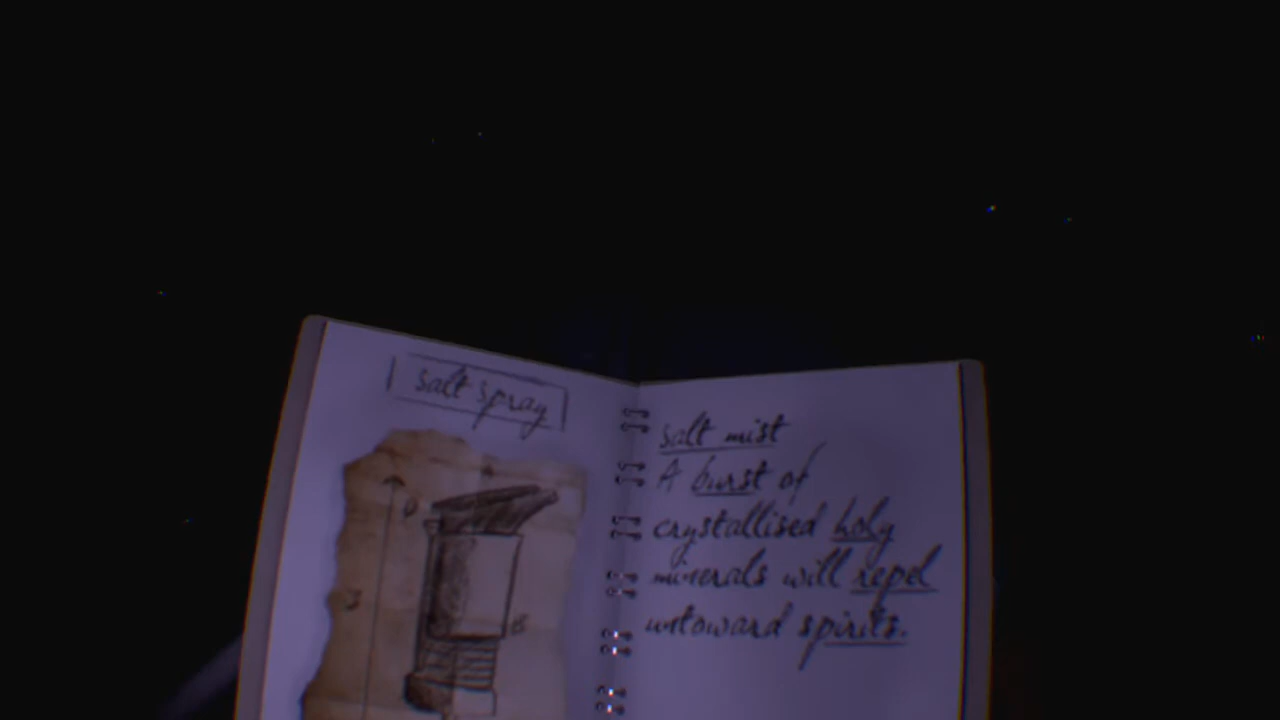 salt spray
salt mist
A burst of
crystallised holy
minerals will repel
untoward spirits.